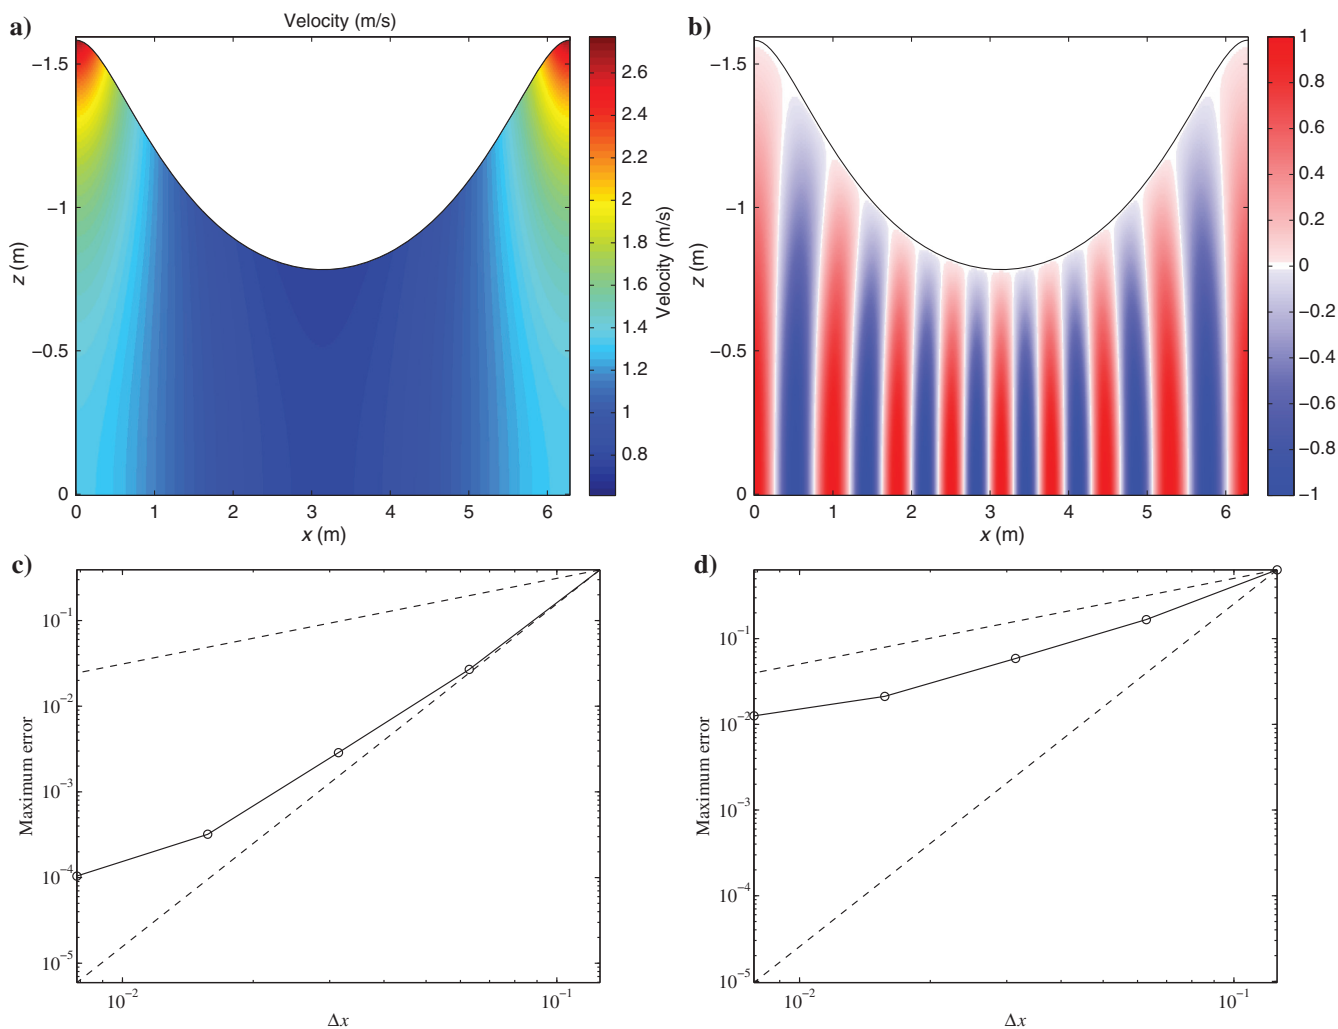 a)
Velocity (m/s)
−1.5
−1
−0.5
0
z (m)
0 1 2 3 4 5 6
x (m)
2.6
2.4
2.2
2
1.8
1.6
1.4
1.2
1
0.8
Velocity (m/s)
b)
−1.5
−1
−0.5
0
z (m)
0 1 2 3 4 5 6
x (m)
1
0.8
0.6
0.4
0.2
0
−0.2
−0.4
−0.6
−0.8
−1
c)
10⁻¹
10⁻²
10⁻³
10⁻⁴
10⁻⁵
Maximum error
10⁻² 10⁻¹
Δx
d)
10⁻¹
10⁻²
10⁻³
10⁻⁴
10⁻⁵
Maximum error
10⁻² 10⁻¹
Δx